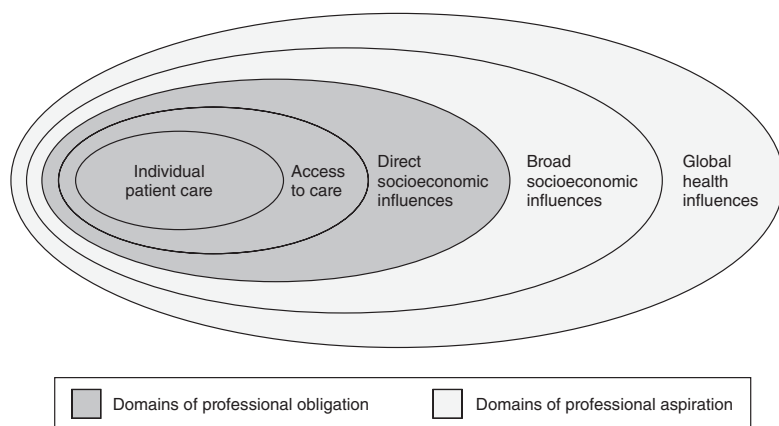 Individual
patient care
Access
to care
Direct
socioeconomic
influences
Broad
socioeconomic
influences
Global
health
influences
Domains of professional obligation
Domains of professional aspiration